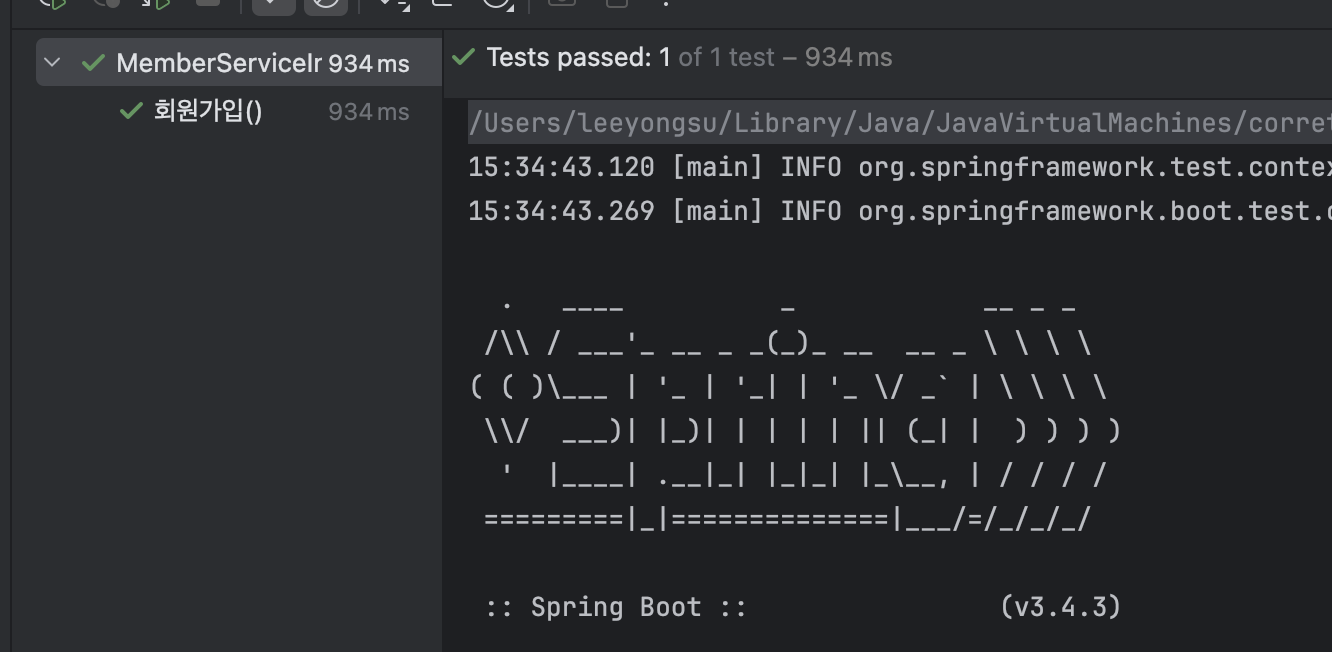 MemberServiceIr 934 ms
회원가입() 934 ms
Tests passed: 1 of 1 test – 934 ms
/Users/leeyongsu/Library/Java/JavaVirtualMachines/corret
15:34:43.120 [main] INFO org.springframework.test.contex
15:34:43.269 [main] INFO org.springframework.boot.test.c
  .   ____          _            __ _ _
 /\\ / ___'_ __ _ _(_)_ __  __ _ \ \ \ \
( ( )\___ | '_ | '_| | '_ \/ _` | \ \ \ \
 \\/  ___)| |_)| | | | | || (_| |  ) ) ) )
  '  |____| .__|_| |_|_| |_\__, | / / / /
 =========|_|==============|___/=/_/_/_/
 :: Spring Boot ::                (v3.4.3)